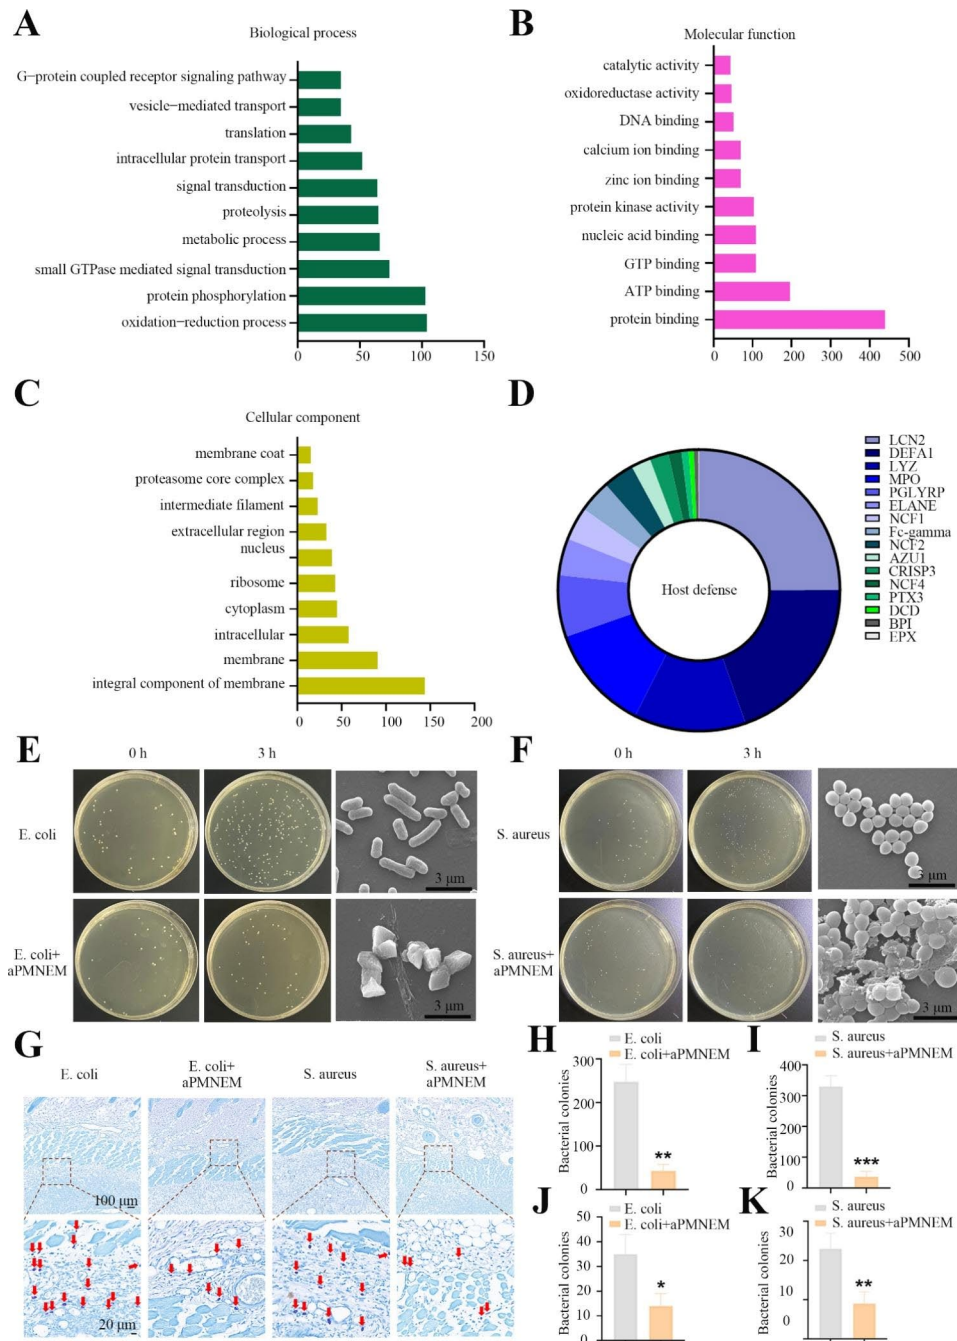 A
Biological process
G-protein coupled receptor signaling pathway
vesicle-mediated transport
translation
intracellular protein transport
signal transduction
proteolysis
metabolic process
small GTPase mediated signal transduction
protein phosphorylation
oxidation-reduction process
0 50 100 150
B
Molecular function
catalytic activity
oxidoreductase activity
DNA binding
calcium ion binding
zinc ion binding
protein kinase activity
nucleic acid binding
GTP binding
ATP binding
protein binding
0 100 200 300 400 500
C
Cellular component
membrane coat
proteasome core complex
intermediate filament
extracellular region
nucleus
ribosome
cytoplasm
intracellular
membrane
integral component of membrane
0 50 100 150 200
D
Host defense
LCN2
DEFA1
LYZ
MPO
PGLYRP
ELANE
NCF1
Fc-gamma
NCF2
AZU1
CRISP3
NCF4
PTX3
DCD
BPI
EPX
E
0 h 3 h
E. coli
3 μm
E. coli+
aPMNEM
3 μm
F
0 h 3 h
S. aureus
3 μm
S. aureus+
aPMNEM
3 μm
G
E. coli
E. coli+
aPMNEM
S. aureus
S. aureus+
aPMNEM
100 μm
20 μm
H
E. coli
E. coli+aPMNEM
Bacterial colonies
300
200
100
0
**
I
S. aureus
S. aureus+aPMNEM
Bacterial colonies
400
300
200
100
0
***
J
E. coli
E. coli+aPMNEM
Bacterial colonies
50
40
30
20
10
0
*
K
S. aureus
S. aureus+aPMNEM
Bacterial colonies
30
20
10
0
**